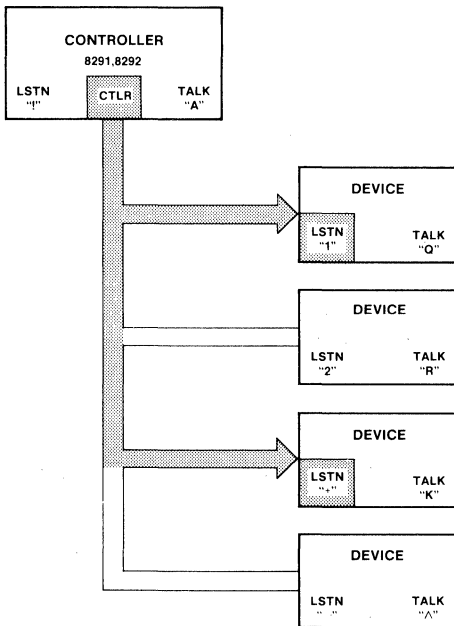 CONTROLLER
8291,8292
LSTN
"!"
CTLR
TALK
"A"
DEVICE
LSTN
"1"
TALK
"Q"
DEVICE
LSTN
"2"
TALK
"R"
DEVICE
LSTN
"+"
TALK
"K"
DEVICE
LSTN
TALK
"^"